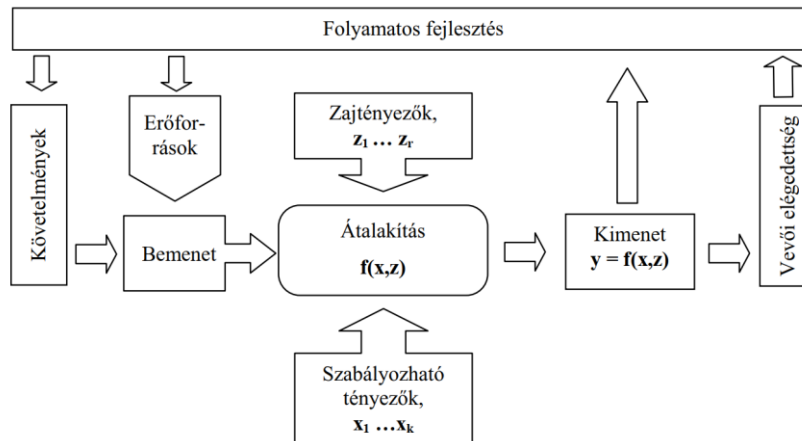 Folyamatos fejlesztés
Követelmények
Erőfor-
rások
Bemenet
Zajtényezők,
z₁ … zᵣ
Átalakítás
f(x,z)
Szabályozható
tényezők,
x₁ …xₖ
Kimenet
y = f(x,z)
Vevői elégedettség